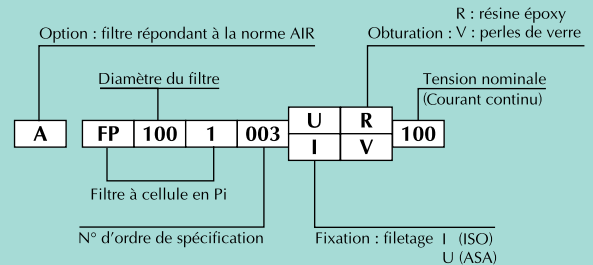 R : résine époxy
Option : filtre répondant à la norme AIR
Obturation : V : perles de verre
Diamètre du filtre
Tension nominale
(Courant continu)
A FP 100 1 003 U R 100
I V
Filtre à cellule en Pi
N° d'ordre de spécification
Fixation : filetage I (ISO)
U (ASA)